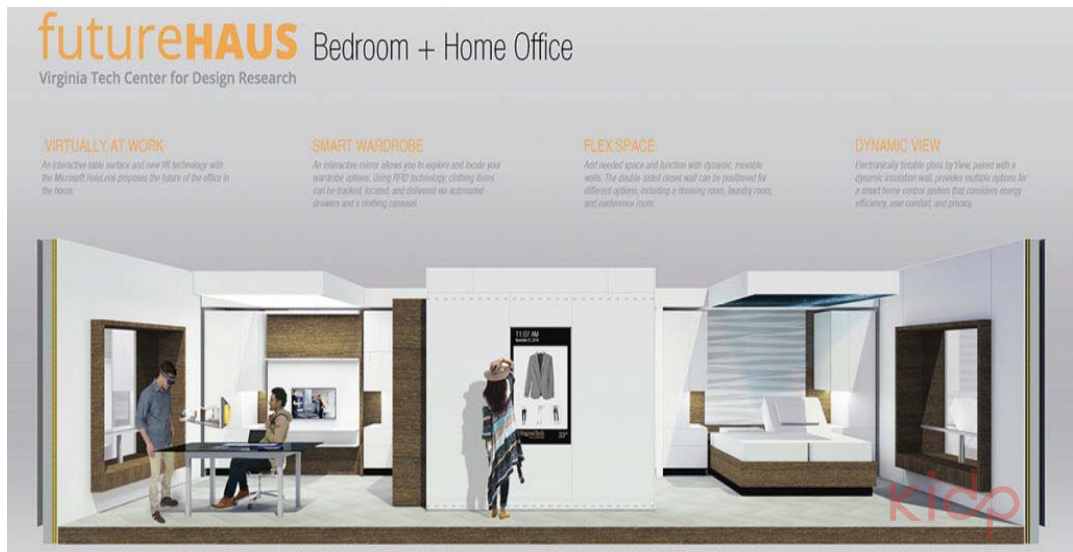 futureHAUS Bedroom + Home Office
Virginia Tech Center for Design Research
VIRTUALLY AT WORK
An interactive table surface and new VR technology with
the Microsoft HoloLens proposes the future of the office in
the home.
SMART WARDROBE
An interactive mirror allows you to explore and locate your
wardrobe options. Using RFID technology, clothing items
can be tracked, located, and delivered via automated
drawers and a clothing carousel.
FLEX SPACE
Add needed space and function with dynamic, movable
walls. The double sided closet wall can be positioned for
different options, including a dressing room, laundry room,
and conference room.
DYNAMIC VIEW
Electronically tintable glass by View, paired with a
dynamic insulation wall, provides multiple options for
a smart home control system that considers energy
efficiency, user comfort, and privacy.
11:07 AM
VirginiaTech
33°
kidp